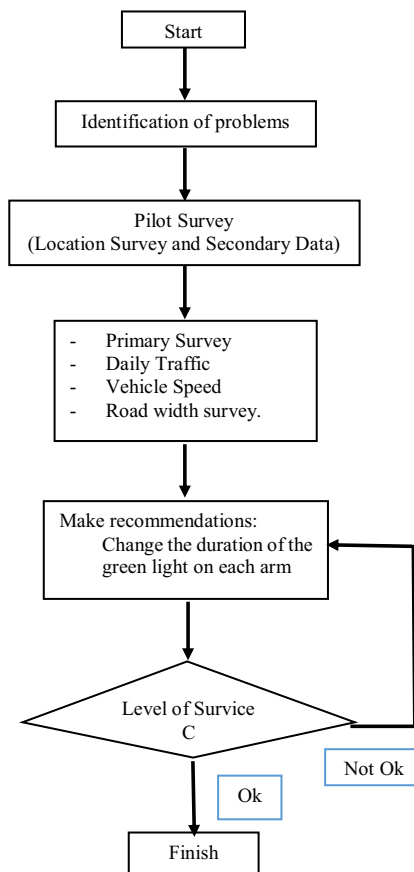 Start
Identification of problems
Pilot Survey
(Location Survey and Secondary Data)
- Primary Survey
- Daily Traffic
- Vehicle Speed
- Road width survey.
Make recommendations:
Change the duration of the
green light on each arm
Level of Survice
C
Not Ok
Ok
Finish